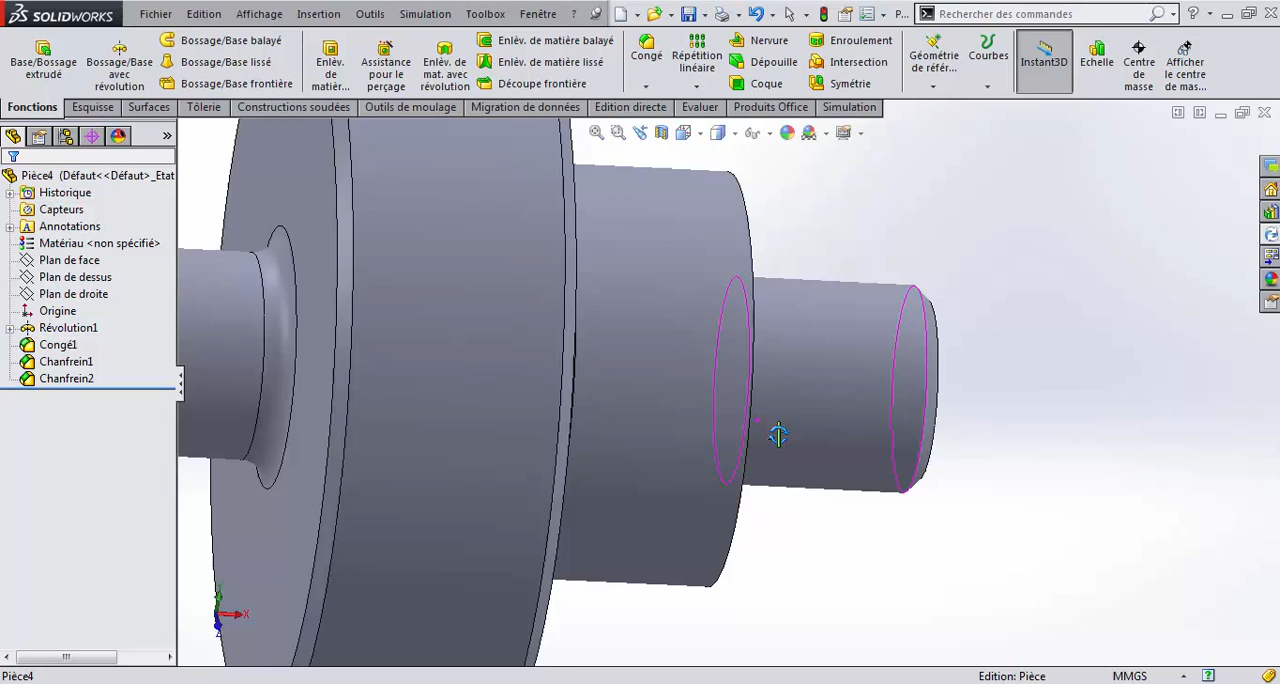 SOLIDWORKS Fichier Edition Affichage Insertion Outils Simulation Toolbox Fenêtre ? P... Rechercher des commandes ?
Base/Bossage extrudé
Bossage/Base avec révolution
Bossage/Base balayé
Bossage/Base lissé
Bossage/Base frontière
Enlèv. de matièr...
Assistance pour le perçage
Enlèv. de mat. avec révolution
Enlèv. de matière balayé
Enlèv. de matière lissé
Découpe frontière
Congé
Répétition linéaire
Nervure
Dépouille
Coque
Enroulement
Intersection
Symétrie
Géométrie de référ...
Courbes
Instant3D
Echelle
Centre de masse
Afficher le centre de mas...
Fonctions Esquisse Surfaces Tôlerie Constructions soudées Outils de moulage Migration de données Edition directe Evaluer Produits Office Simulation
Pièce4 (Défaut<<Défaut>_Etat
Historique
Capteurs
Annotations
Matériau <non spécifié>
Plan de face
Plan de dessus
Plan de droite
Origine
Révolution1
Congé1
Chanfrein1
Chanfrein2
X
Z
Pièce4 Edition: Pièce MMGS ?